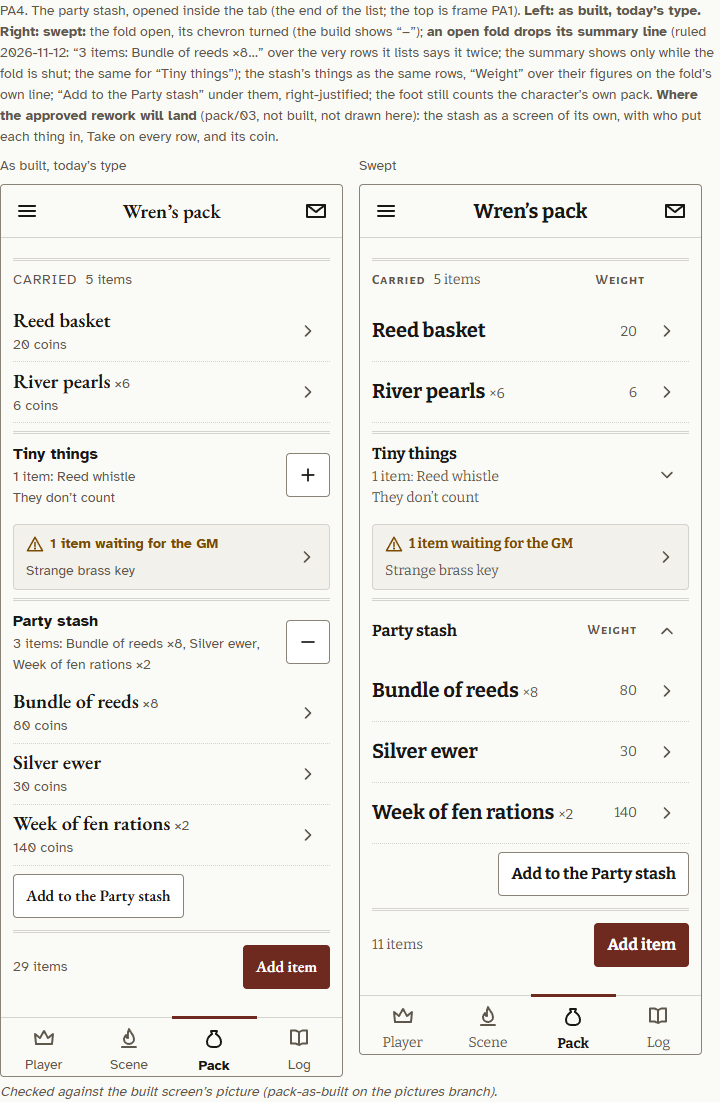 PA4. The party stash, opened inside the tab (the end of the list; the top is frame PA1). Left: as built, today's type.
Right: swept: the fold open, its chevron turned (the build shows “–”); an open fold drops its summary line (ruled
2026-11-12: “3 items: Bundle of reeds ×8…” over the very rows it lists says it twice; the summary shows only while the
fold is shut; the same for “Tiny things”); the stash's things as the same rows, “Weight” over their figures on the fold's
own line; “Add to the Party stash” under them, right-justified; the foot still counts the character's own pack. Where
the approved rework will land (pack/03, not built, not drawn here): the stash as a screen of its own, with who put
each thing in, Take on every row, and its coin.
As built, today's type
Wren's pack
CARRIED 5 items
Reed basket
20 coins
River pearls ×6
6 coins
Tiny things
1 item: Reed whistle
They don't count
+
1 item waiting for the GM
Strange brass key
Party stash
3 items: Bundle of reeds ×8, Silver ewer,
Week of fen rations ×2
−
Bundle of reeds ×8
80 coins
Silver ewer
30 coins
Week of fen rations ×2
140 coins
Add to the Party stash
29 items
Add item
Player Scene Pack Log
Swept
Wren's pack
CARRIED 5 items WEIGHT
Reed basket 20
River pearls ×6 6
Tiny things
1 item: Reed whistle
They don't count
1 item waiting for the GM
Strange brass key
Party stash WEIGHT
Bundle of reeds ×8 80
Silver ewer 30
Week of fen rations ×2 140
Add to the Party stash
11 items
Add item
Player Scene Pack Log
Checked against the built screen's picture (pack-as-built on the pictures branch).